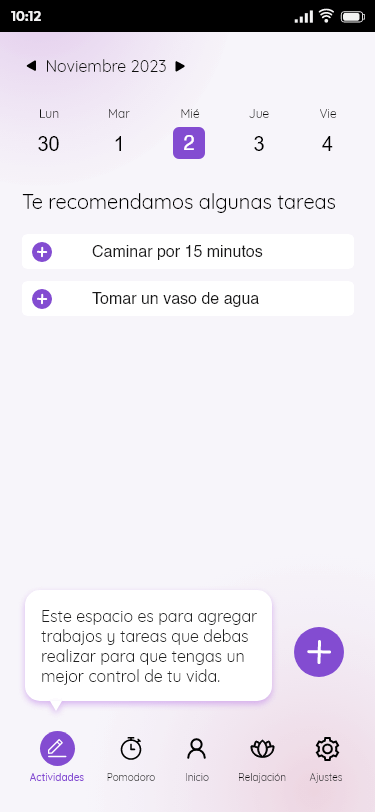 10:12
Noviembre 2023
Lun Mar Mié Jue Vie
30 1 2 3 4
Te recomendamos algunas tareas
Caminar por 15 minutos
Tomar un vaso de agua
Este espacio es para agregar
trabajos y tareas que debas
realizar para que tengas un
mejor control de tu vida.
Actividades Pomodoro Inicio Relajación Ajustes